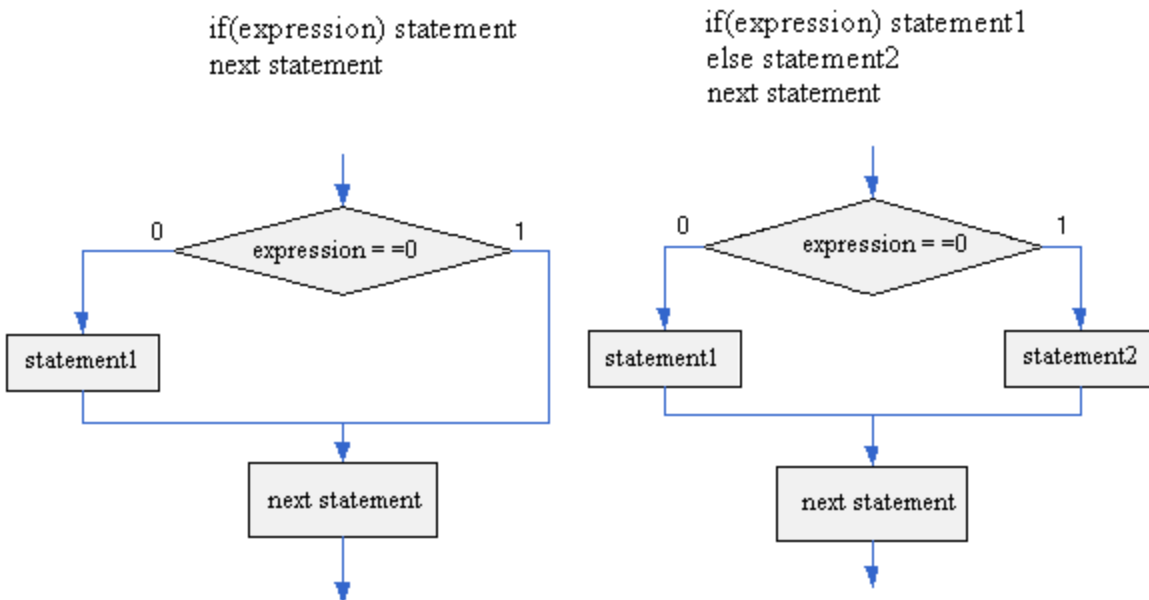 if(expression) statement
next statement
0
1
expression = =0
statement1
next statement
if(expression) statement1
else statement2
next statement
0
1
expression = =0
statement1
statement2
next statement